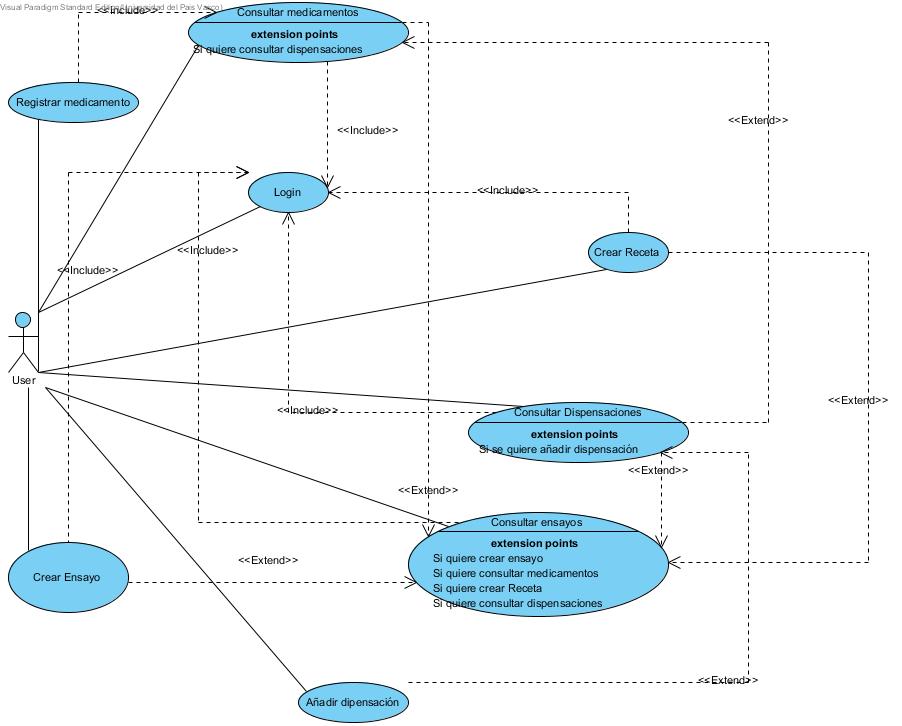 Visual Paradigm Standard Edition(Universidad del Pais Vasco)
<<Include>>
Consultar medicamentos
extension points
Si quiere consultar dispensaciones
Registrar medicamento
<<Extend>>
<<Include>>
Login
<<Include>>
<<Include>>
Crear Receta
<<Include>>
User
<<Extend>>
<<Include>>
Consultar Dispensaciones
extension points
Si se quiere añadir dispensación
<<Extend>>
<<Extend>>
Consultar ensayos
extension points
Si quiere crear ensayo
Si quiere consultar medicamentos
Si quiere crear Receta
Si quiere consultar dispensaciones
<<Extend>>
Crear Ensayo
<<Extend>>
Añadir dipensación